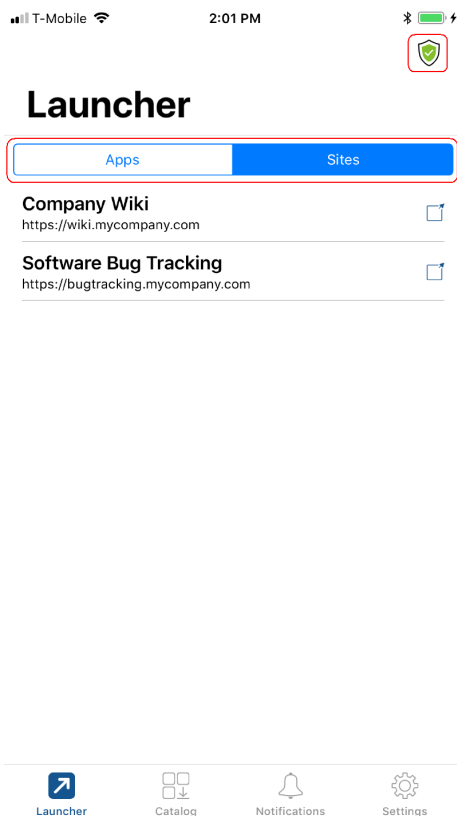 T-Mobile 2:01 PM
Launcher
Apps Sites
Company Wiki
https://wiki.mycompany.com
Software Bug Tracking
https://bugtracking.mycompany.com
Launcher Catalog Notifications Settings